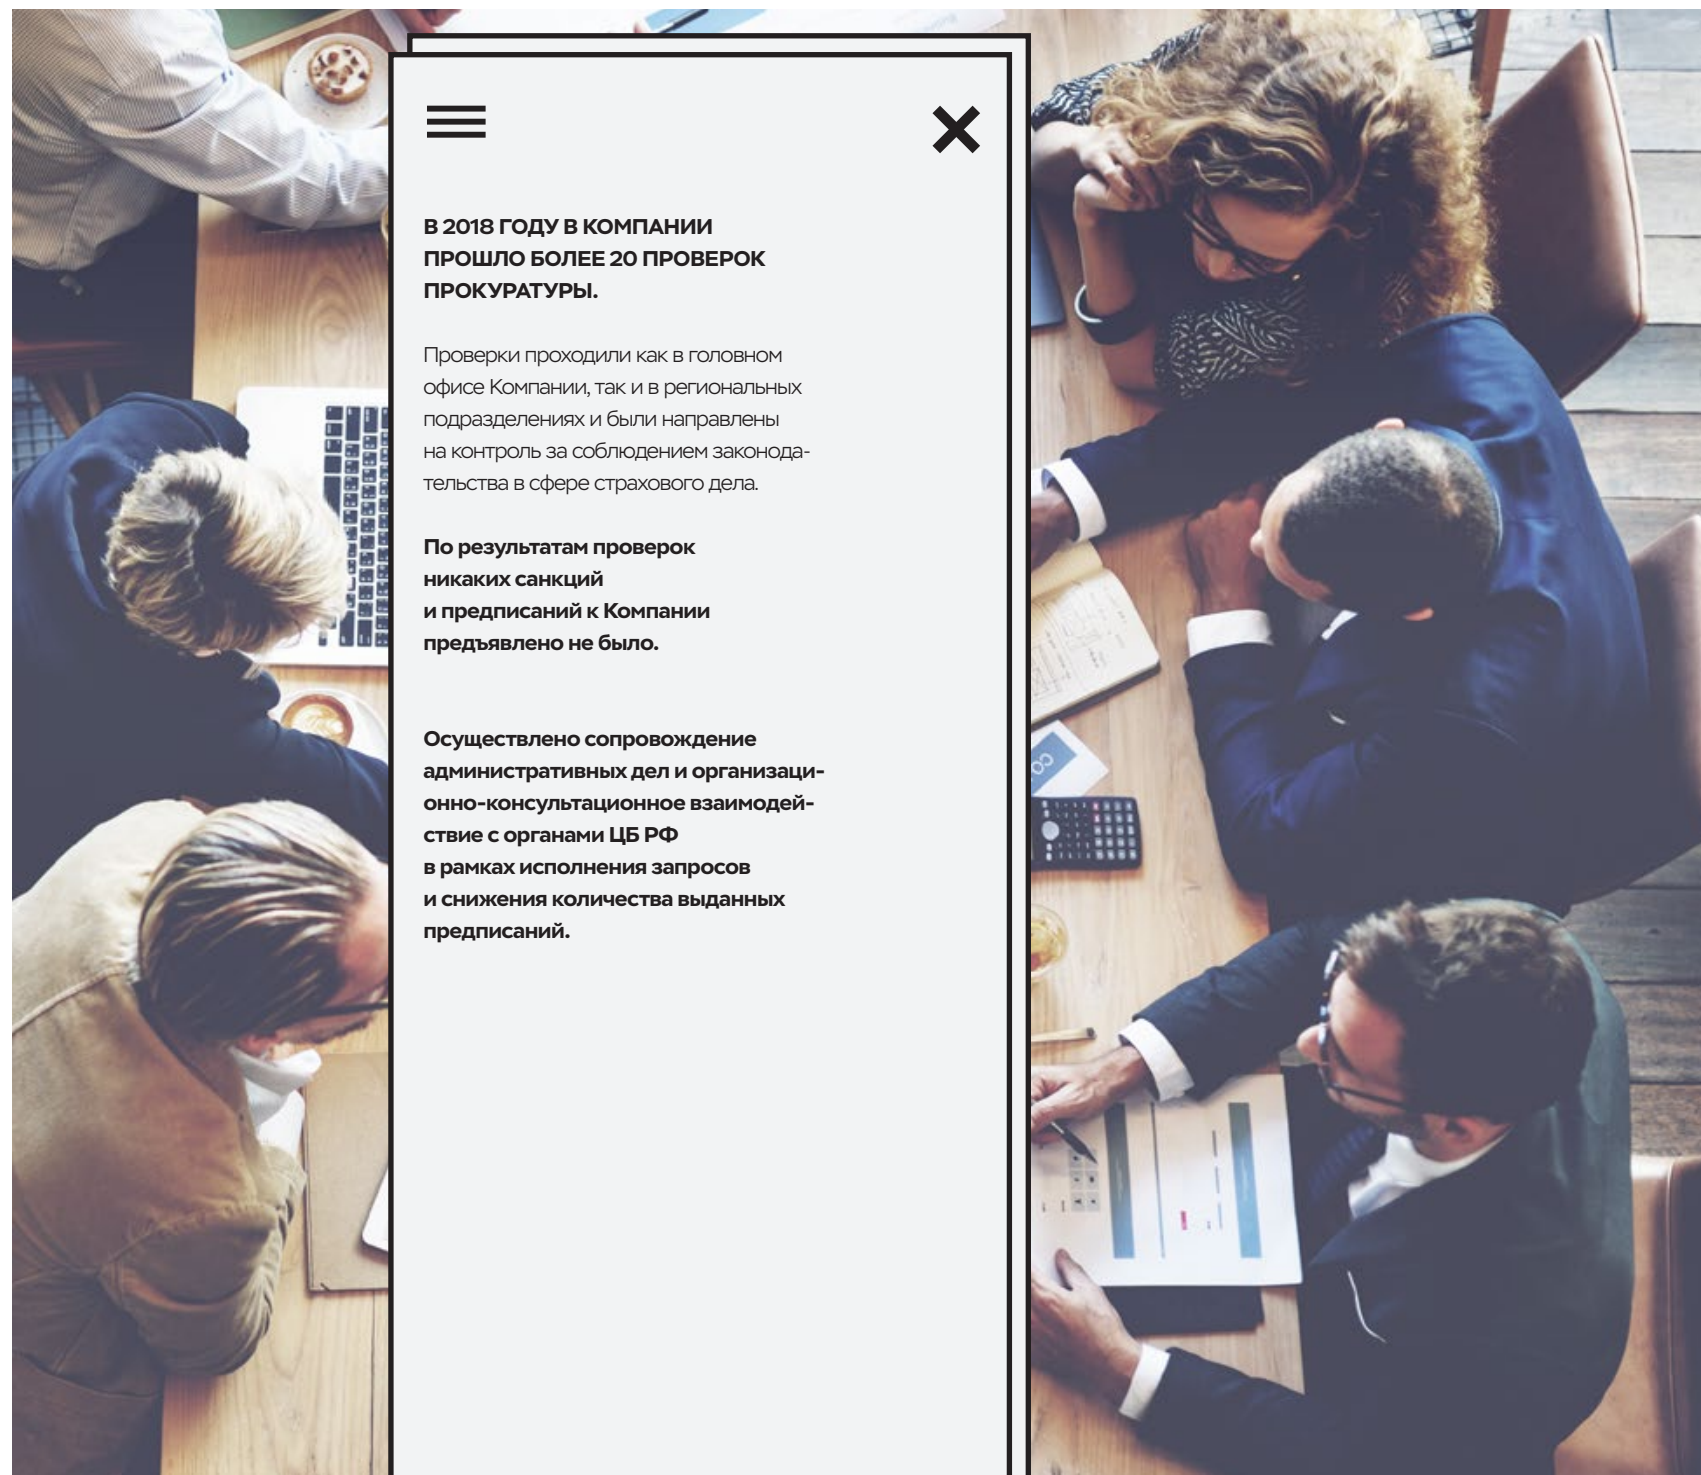 В 2018 ГОДУ В КОМПАНИИ
ПРОШЛО БОЛЕЕ 20 ПРОВЕРОК
ПРОКУРАТУРЫ.
Проверки проходили как в головном
офисе Компании, так и в региональных
подразделениях и были направлены
на контроль за соблюдением законода-
тельства в сфере страхового дела.
По результатам проверок
никаких санкций
и предписаний к Компании
предъявлено не было.
Осуществлено сопровождение
административных дел и организаци-
онно-консультационное взаимодей-
ствие с органами ЦБ РФ
в рамках исполнения запросов
и снижения количества выданных
предписаний.